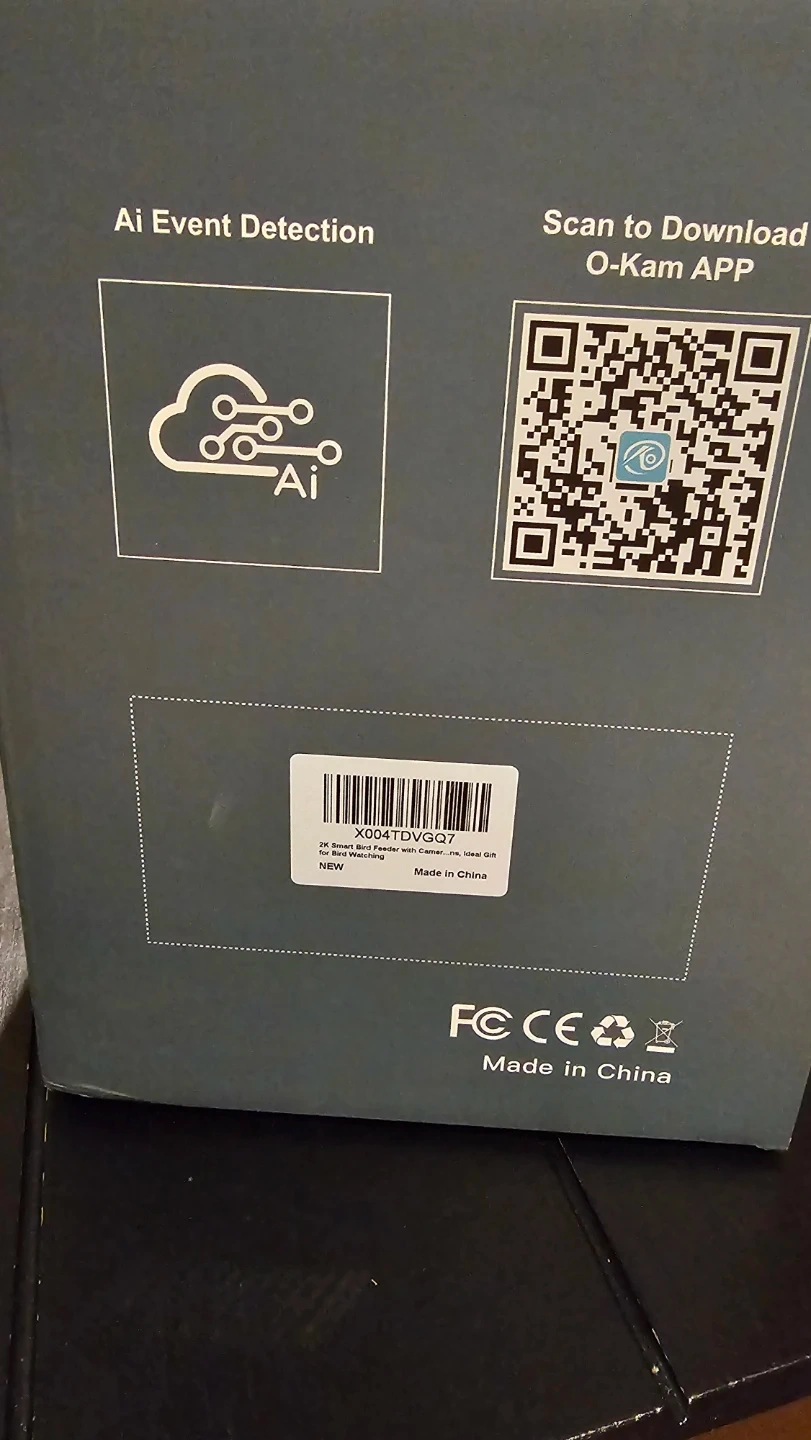 Ai Event Detection
Scan to Download
O-Kam APP
Ai
X004TDVGQ7
2K Smart Bird Feeder with Camer...ns, Ideal Gift
for Bird Watching
NEW Made in China
FC CE
Made in China